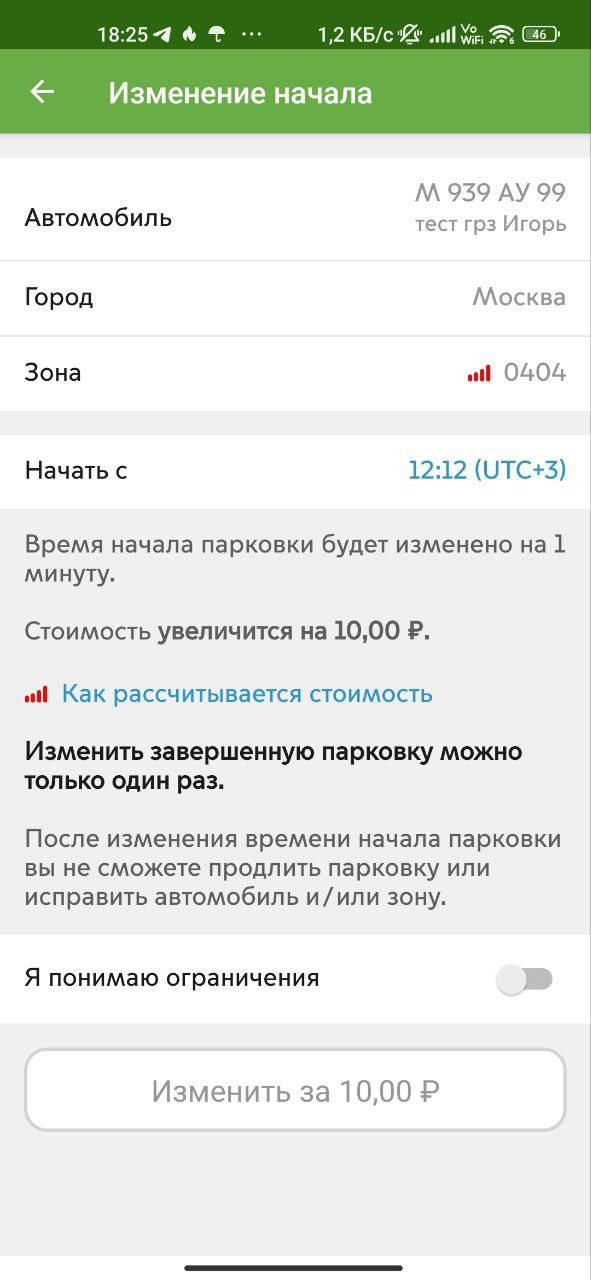 18:25 ··· 1,2 КБ/с Vo WiFi 6 46
Изменение начала
Автомобиль
М 939 АУ 99
тест грз Игорь
Город Москва
Зона 0404
Начать с 12:12 (UTC+3)
Время начала парковки будет изменено на 1
минуту.
Стоимость увеличится на 10,00 ₽.
Как рассчитывается стоимость
Изменить завершенную парковку можно
только один раз.
После изменения времени начала парковки
вы не сможете продлить парковку или
исправить автомобиль и/или зону.
Я понимаю ограничения
Изменить за 10,00 ₽